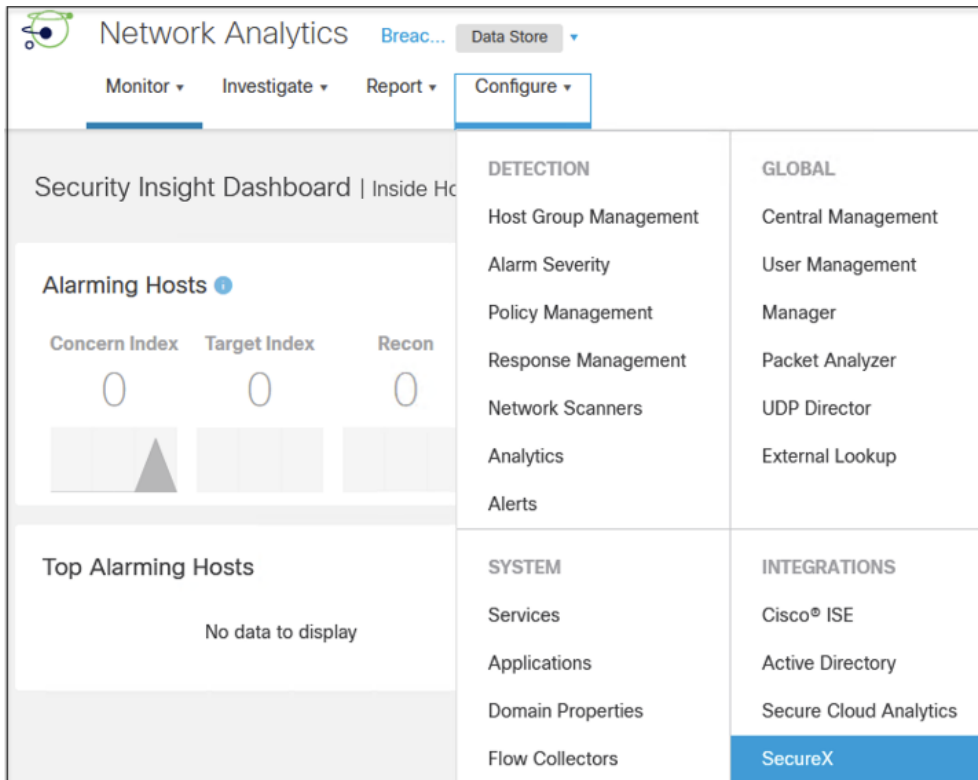 Network Analytics Breac... Data Store
Monitor Investigate Report Configure
Security Insight Dashboard | Inside
Alarming Hosts
Concern Index Target Index Recon
0 0 0
Top Alarming Hosts
No data to display
DETECTION
Host Group Management
Alarm Severity
Policy Management
Response Management
Network Scanners
Analytics
Alerts
GLOBAL
Central Management
User Management
Manager
Packet Analyzer
UDP Director
External Lookup
SYSTEM
Services
Applications
Domain Properties
Flow Collectors
INTEGRATIONS
Cisco® ISE
Active Directory
Secure Cloud Analytics
SecureX